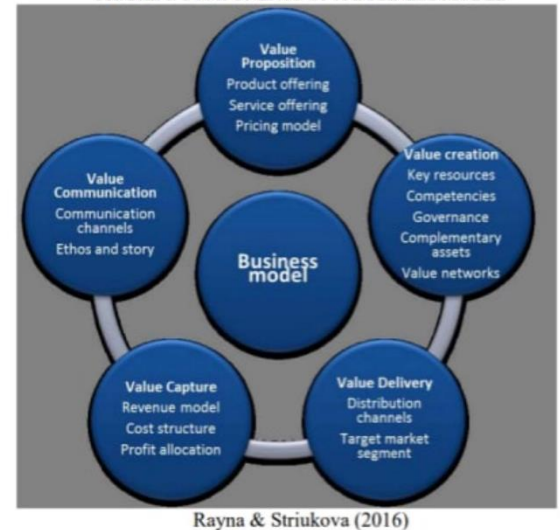 Value
Proposition
Product offering
Service offering
Pricing model
Value creation
Key resources
Competencies
Governance
Complementary
assets
Value networks
Value Delivery
Distribution
channels
Target market
segment
Value Capture
Revenue model
Cost structure
Profit allocation
Value
Communication
Communication
channels
Ethos and story
Business
model
Rayna & Striukova (2016)